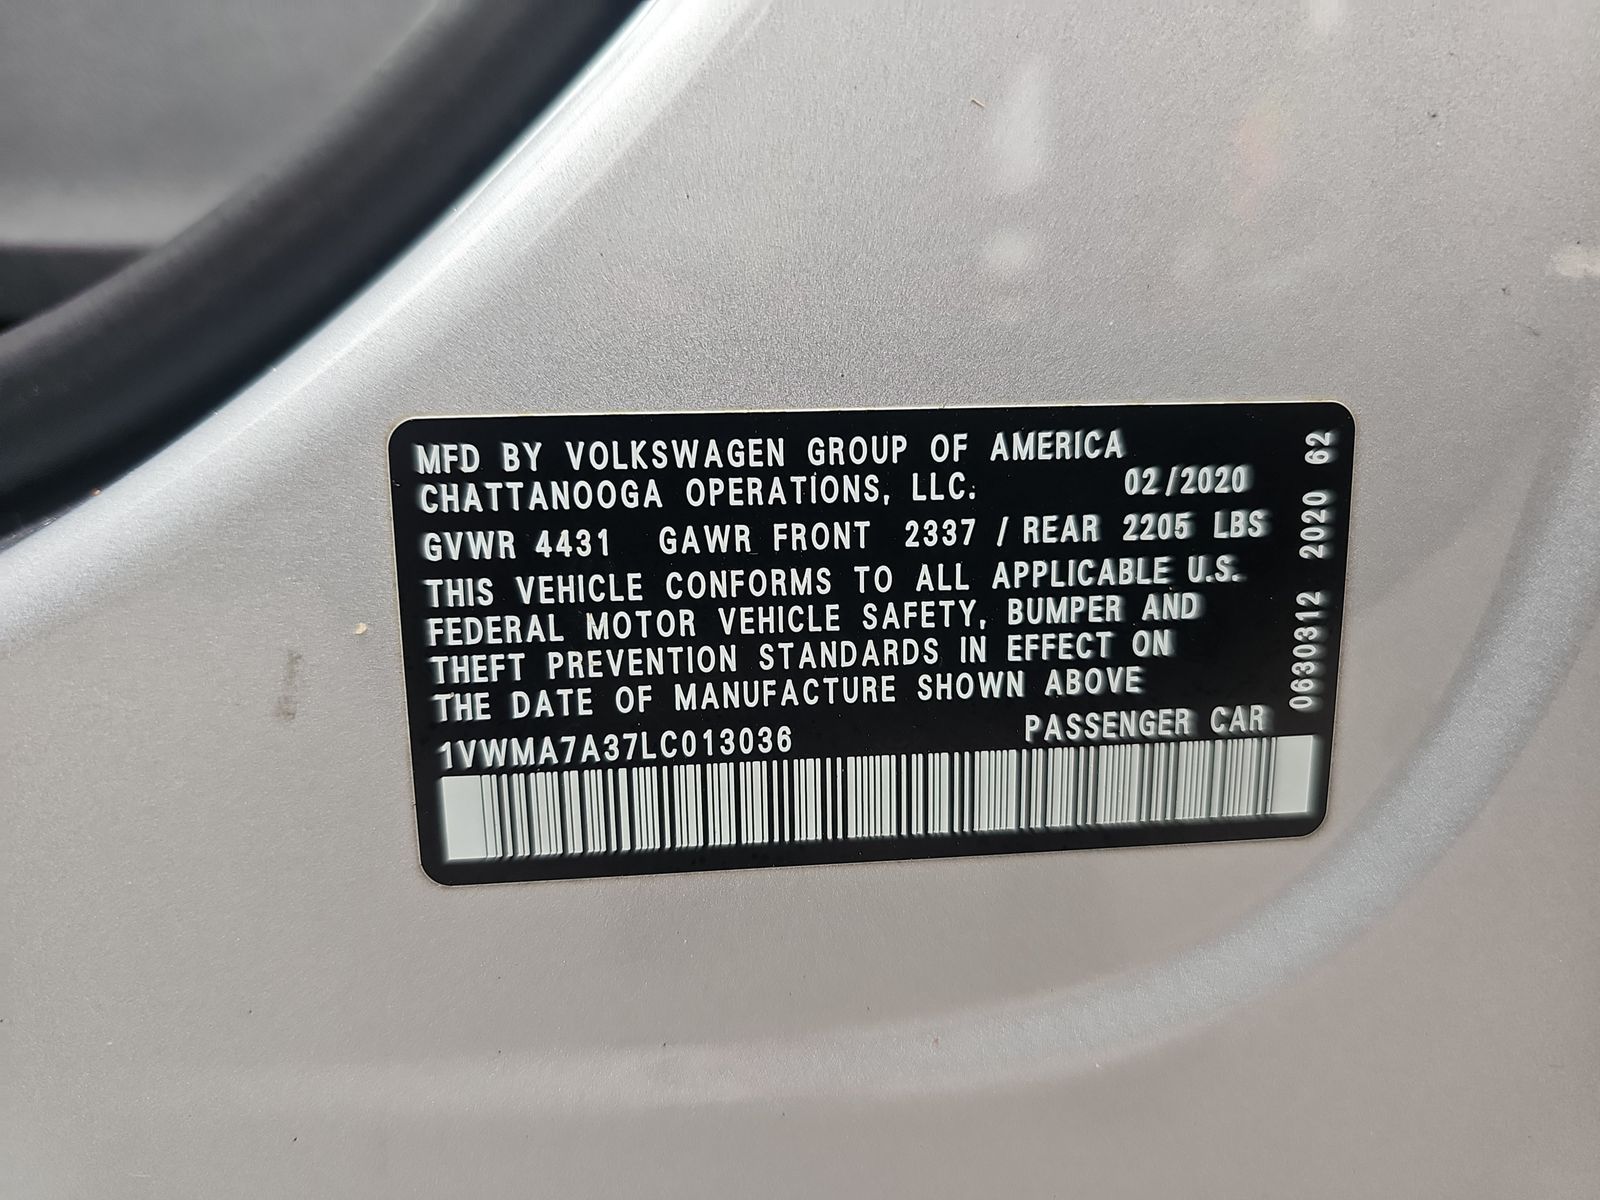 MFD BY VOLKSWAGEN GROUP OF AMERICA
CHATTANOOGA OPERATIONS, LLC. 02/2020
GVWR 4431 GAWR FRONT 2337 / REAR 2205 LBS
THIS VEHICLE CONFORMS TO ALL APPLICABLE U.S.
FEDERAL MOTOR VEHICLE SAFETY, BUMPER AND
THEFT PREVENTION STANDARDS IN EFFECT ON
THE DATE OF MANUFACTURE SHOWN ABOVE
1VWMA7A37LC013036 PASSENGER CAR
0630312 2020 62